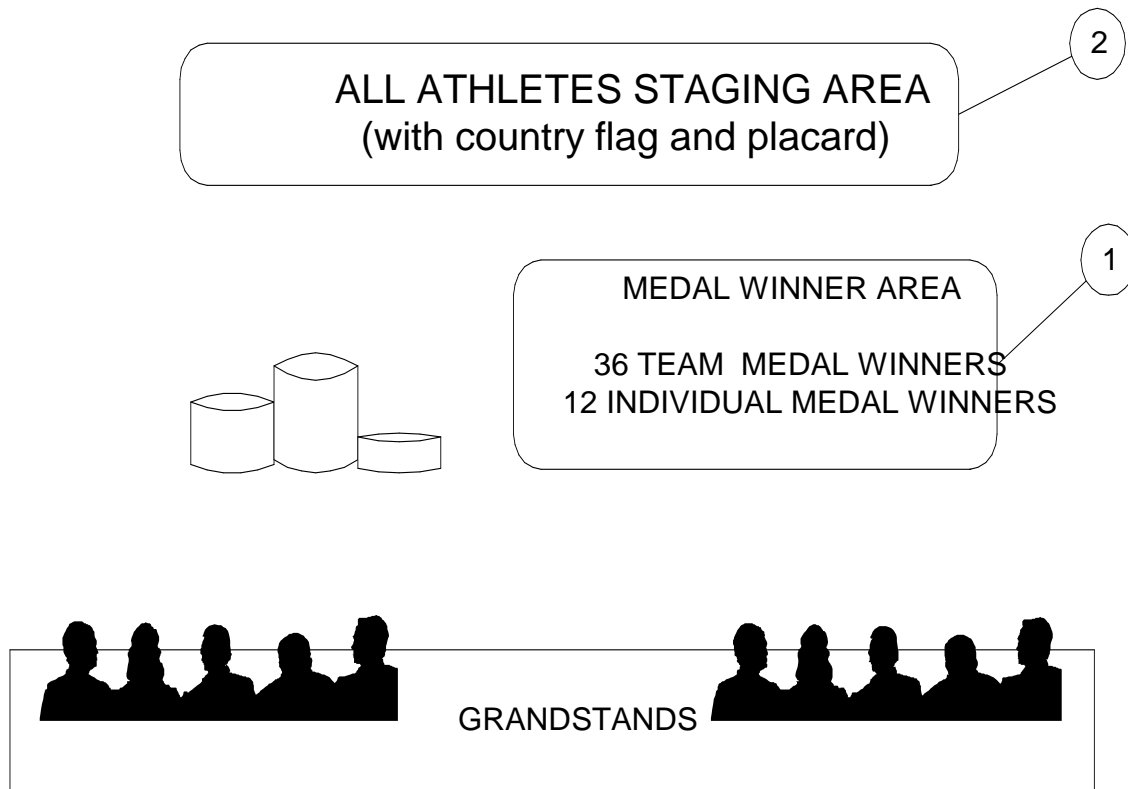 2
ALL ATHLETES STAGING AREA
(with country flag and placard)
1
MEDAL WINNER AREA
36 TEAM MEDAL WINNERS
12 INDIVIDUAL MEDAL WINNERS
GRANDSTANDS